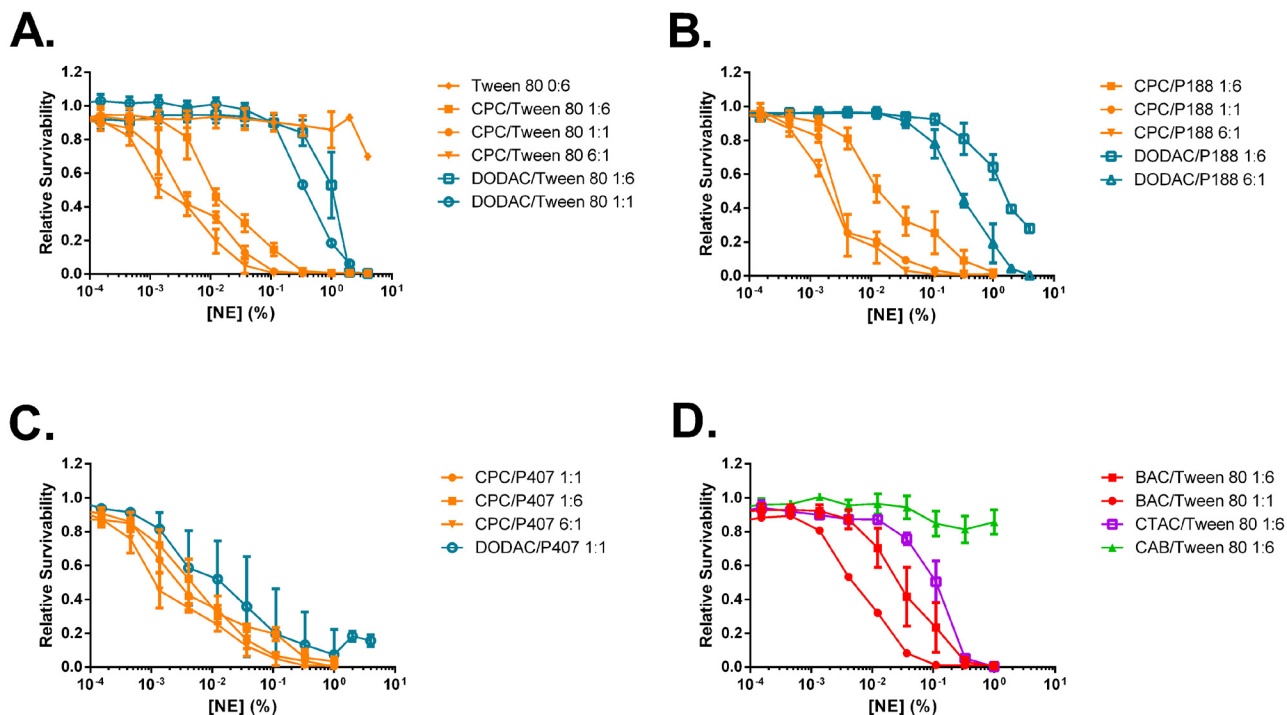 A.
Relative Survivability
1.2
1.0
0.8
0.6
0.4
0.2
0.0
10⁻⁴ 10⁻³ 10⁻² 10⁻¹ 10⁰ 10¹
[NE] (%)
Tween 80 0:6
CPC/Tween 80 1:6
CPC/Tween 80 1:1
CPC/Tween 80 6:1
DODAC/Tween 80 1:6
DODAC/Tween 80 1:1
B.
Relative Survivability
1.2
1.0
0.8
0.6
0.4
0.2
0.0
10⁻⁴ 10⁻³ 10⁻² 10⁻¹ 10⁰ 10¹
[NE] (%)
CPC/P188 1:6
CPC/P188 1:1
CPC/P188 6:1
DODAC/P188 1:6
DODAC/P188 6:1
C.
Relative Survivability
1.2
1.0
0.8
0.6
0.4
0.2
0.0
10⁻⁴ 10⁻³ 10⁻² 10⁻¹ 10⁰ 10¹
[NE] (%)
CPC/P407 1:1
CPC/P407 1:6
CPC/P407 6:1
DODAC/P407 1:1
D.
Relative Survivability
1.2
1.0
0.8
0.6
0.4
0.2
0.0
10⁻⁴ 10⁻³ 10⁻² 10⁻¹ 10⁰ 10¹
[NE] (%)
BAC/Tween 80 1:6
BAC/Tween 80 1:1
CTAC/Tween 80 1:6
CAB/Tween 80 1:6